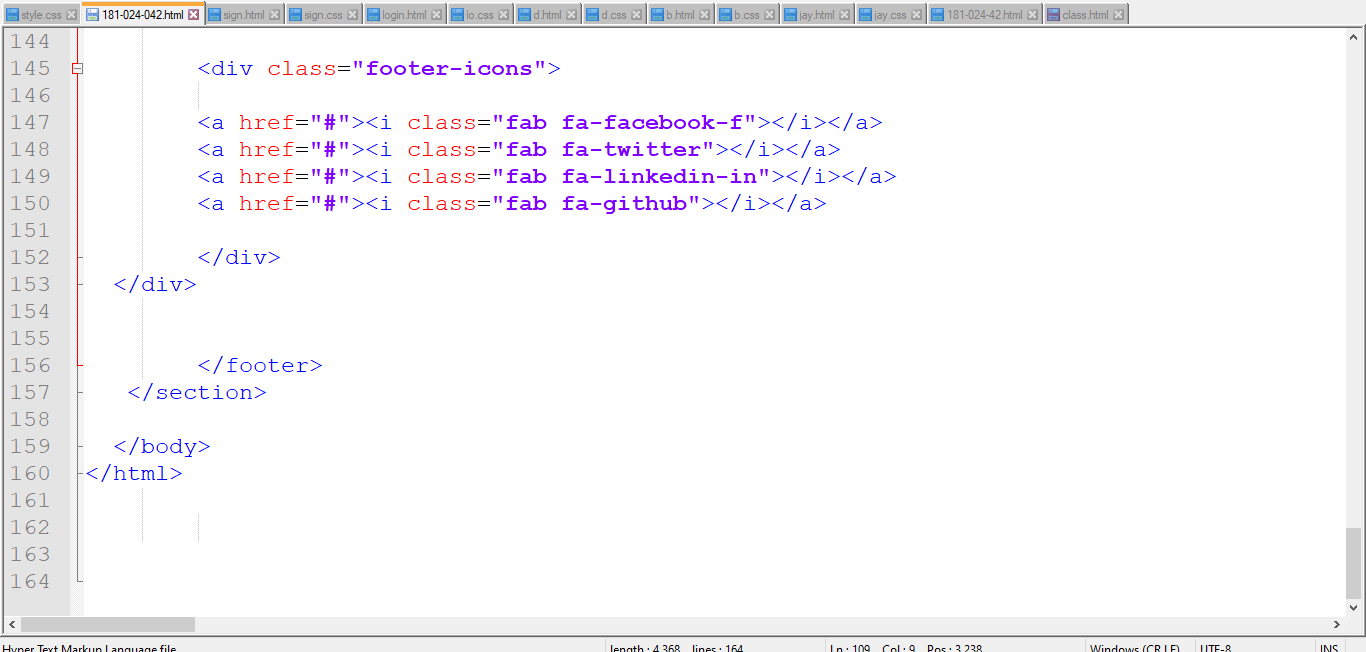 style.css 181-024-042.html sign.html sign.css login.html lo.css d.html d.css b.html b.css jay.html jay.css 181-024-42.html class.html
144
145 <div class="footer-icons">
146
147 <a href="#"><i class="fab fa-facebook-f"></i></a>
148 <a href="#"><i class="fab fa-twitter"></i></a>
149 <a href="#"><i class="fab fa-linkedin-in"></i></a>
150 <a href="#"><i class="fab fa-github"></i></a>
151
152 </div>
153 </div>
154
155
156 </footer>
157 </section>
158
159 </body>
160 </html>
161
162
163
164
Hyper Text Markup Language file length : 4,368 lines : 164 Ln : 109 Col : 9 Pos : 3,238 Windows (CR LF) UTF-8 INS